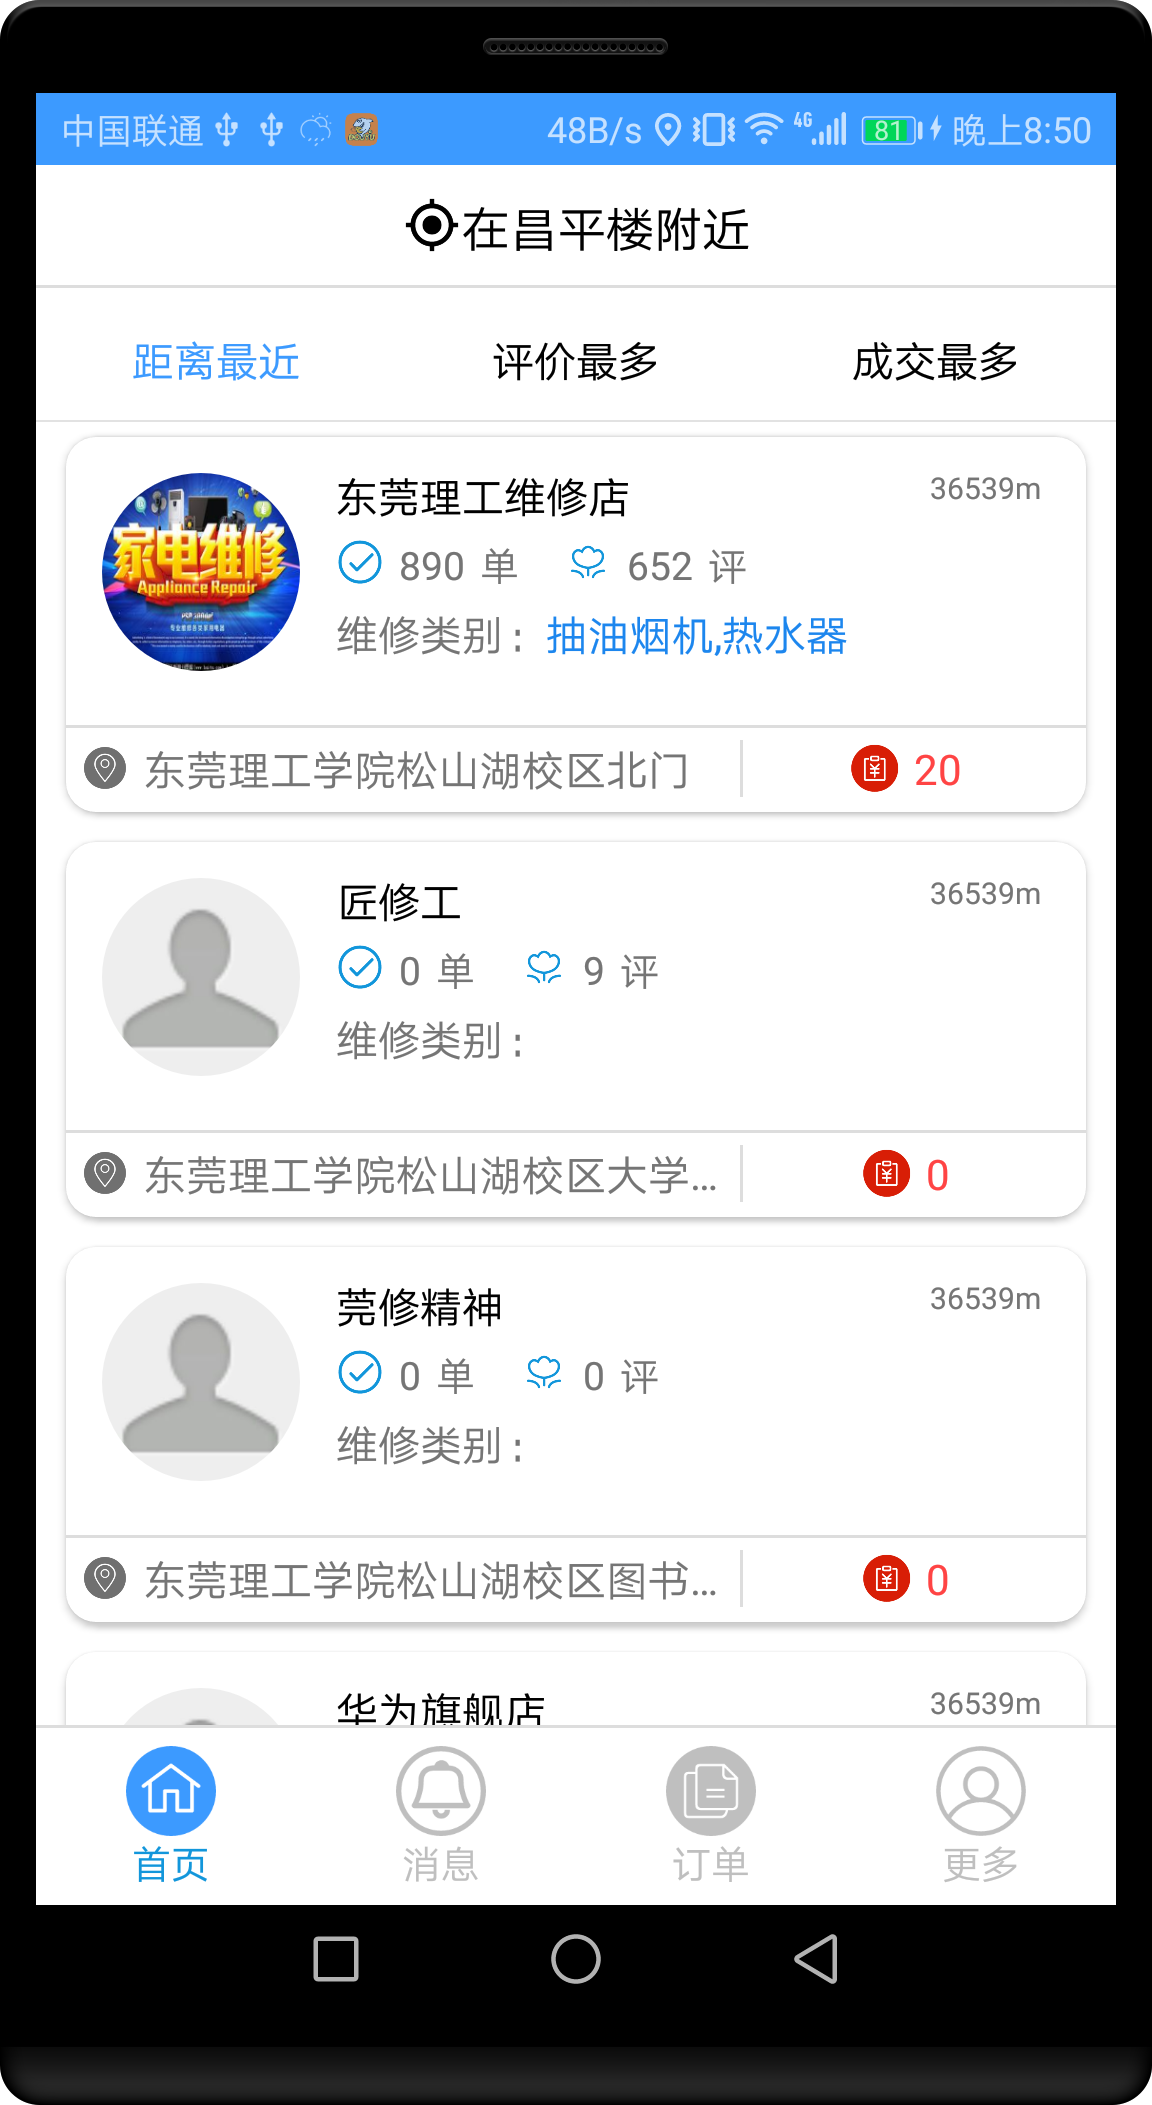 中国联通 48B/s 4G 81 晚上8:50
在昌平楼附近
距离最近 评价最多 成交最多
家电维修
Appliance Repair
东莞理工维修店 36539m
890 单 652 评
维修类别： 抽油烟机,热水器
东莞理工学院松山湖校区北门 20
匠修工 36539m
0 单 9 评
维修类别：
东莞理工学院松山湖校区大学... 0
莞修精神 36539m
0 单 0 评
维修类别：
东莞理工学院松山湖校区图书... 0
华为旗舰店 36539m
首页 消息 订单 更多